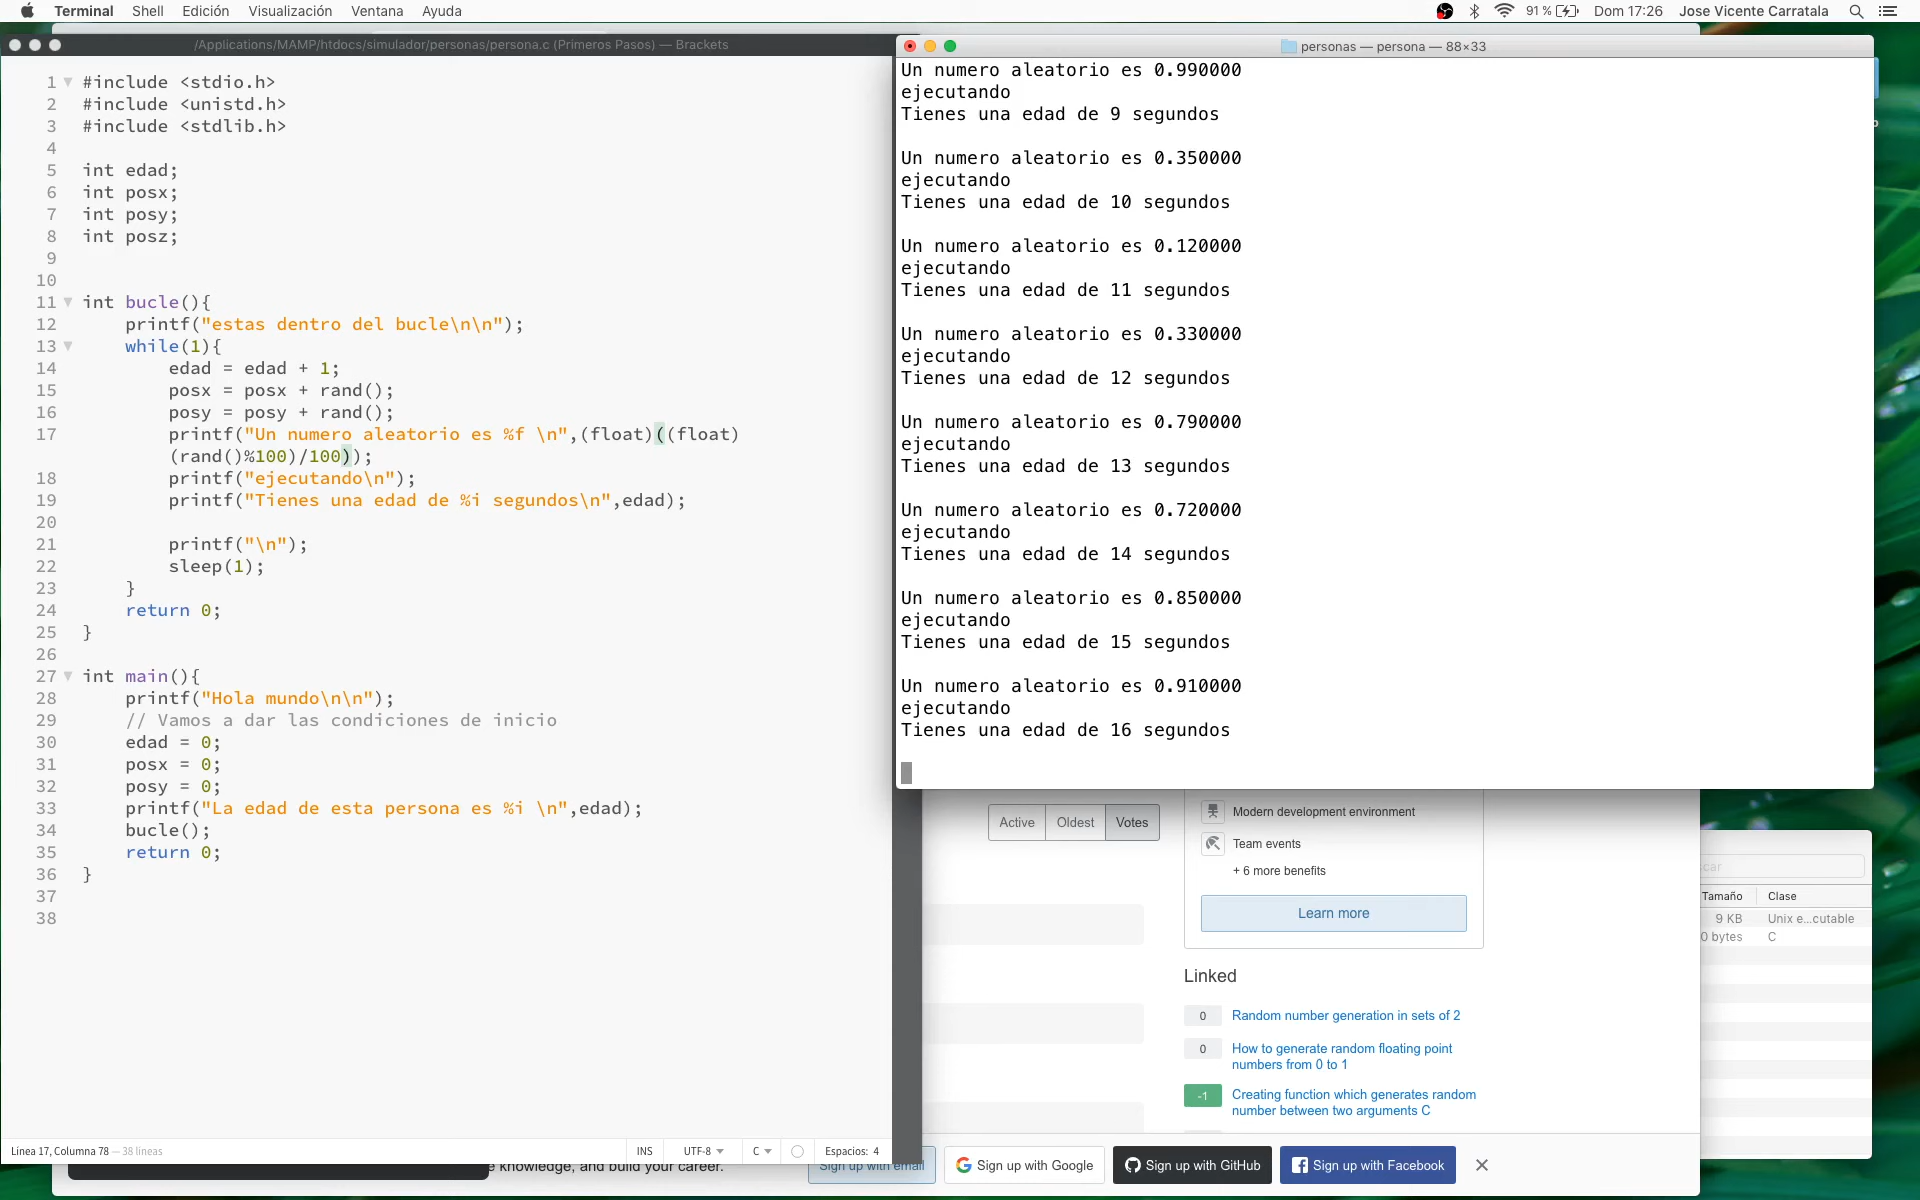 Terminal Shell Edición Visualización Ventana Ayuda 91 % Dom 17:26 Jose Vicente Carratala
/Applications/MAMP/htdocs/simulador/personas/persona.c (Primeros Pasos) — Brackets
1 #include <stdio.h>
2 #include <unistd.h>
3 #include <stdlib.h>
4
5 int edad;
6 int posx;
7 int posy;
8 int posz;
9
10
11 int bucle(){
12 printf("estas dentro del bucle\n\n");
13 while(1){
14 edad = edad + 1;
15 posx = posx + rand();
16 posy = posy + rand();
17 printf("Un numero aleatorio es %f \n",(float)((float)
(rand()%100)/100));
18 printf("ejecutando\n");
19 printf("Tienes una edad de %i segundos\n",edad);
20
21 printf("\n");
22 sleep(1);
23 }
24 return 0;
25 }
26
27 int main(){
28 printf("Hola mundo\n\n");
29 // Vamos a dar las condiciones de inicio
30 edad = 0;
31 posx = 0;
32 posy = 0;
33 printf("La edad de esta persona es %i \n",edad);
34 bucle();
35 return 0;
36 }
37
38
Línea 17, Columna 78 — 38 líneas INS UTF-8 C Espacios: 4
personas — persona — 88×33
Un numero aleatorio es 0.990000
ejecutando
Tienes una edad de 9 segundos
Un numero aleatorio es 0.350000
ejecutando
Tienes una edad de 10 segundos
Un numero aleatorio es 0.120000
ejecutando
Tienes una edad de 11 segundos
Un numero aleatorio es 0.330000
ejecutando
Tienes una edad de 12 segundos
Un numero aleatorio es 0.790000
ejecutando
Tienes una edad de 13 segundos
Un numero aleatorio es 0.720000
ejecutando
Tienes una edad de 14 segundos
Un numero aleatorio es 0.850000
ejecutando
Tienes una edad de 15 segundos
Un numero aleatorio es 0.910000
ejecutando
Tienes una edad de 16 segundos
Active Oldest Votes
Modern development environment
Team events
+ 6 more benefits
Learn more
Linked
0 Random number generation in sets of 2
0 How to generate random floating point
numbers from 0 to 1
-1 Creating function which generates random
number between two arguments C
e knowledge, and build your career.
Sign up with email Sign up with Google Sign up with GitHub Sign up with Facebook
car
Tamaño Clase
9 KB Unix e...cutable
0 bytes C